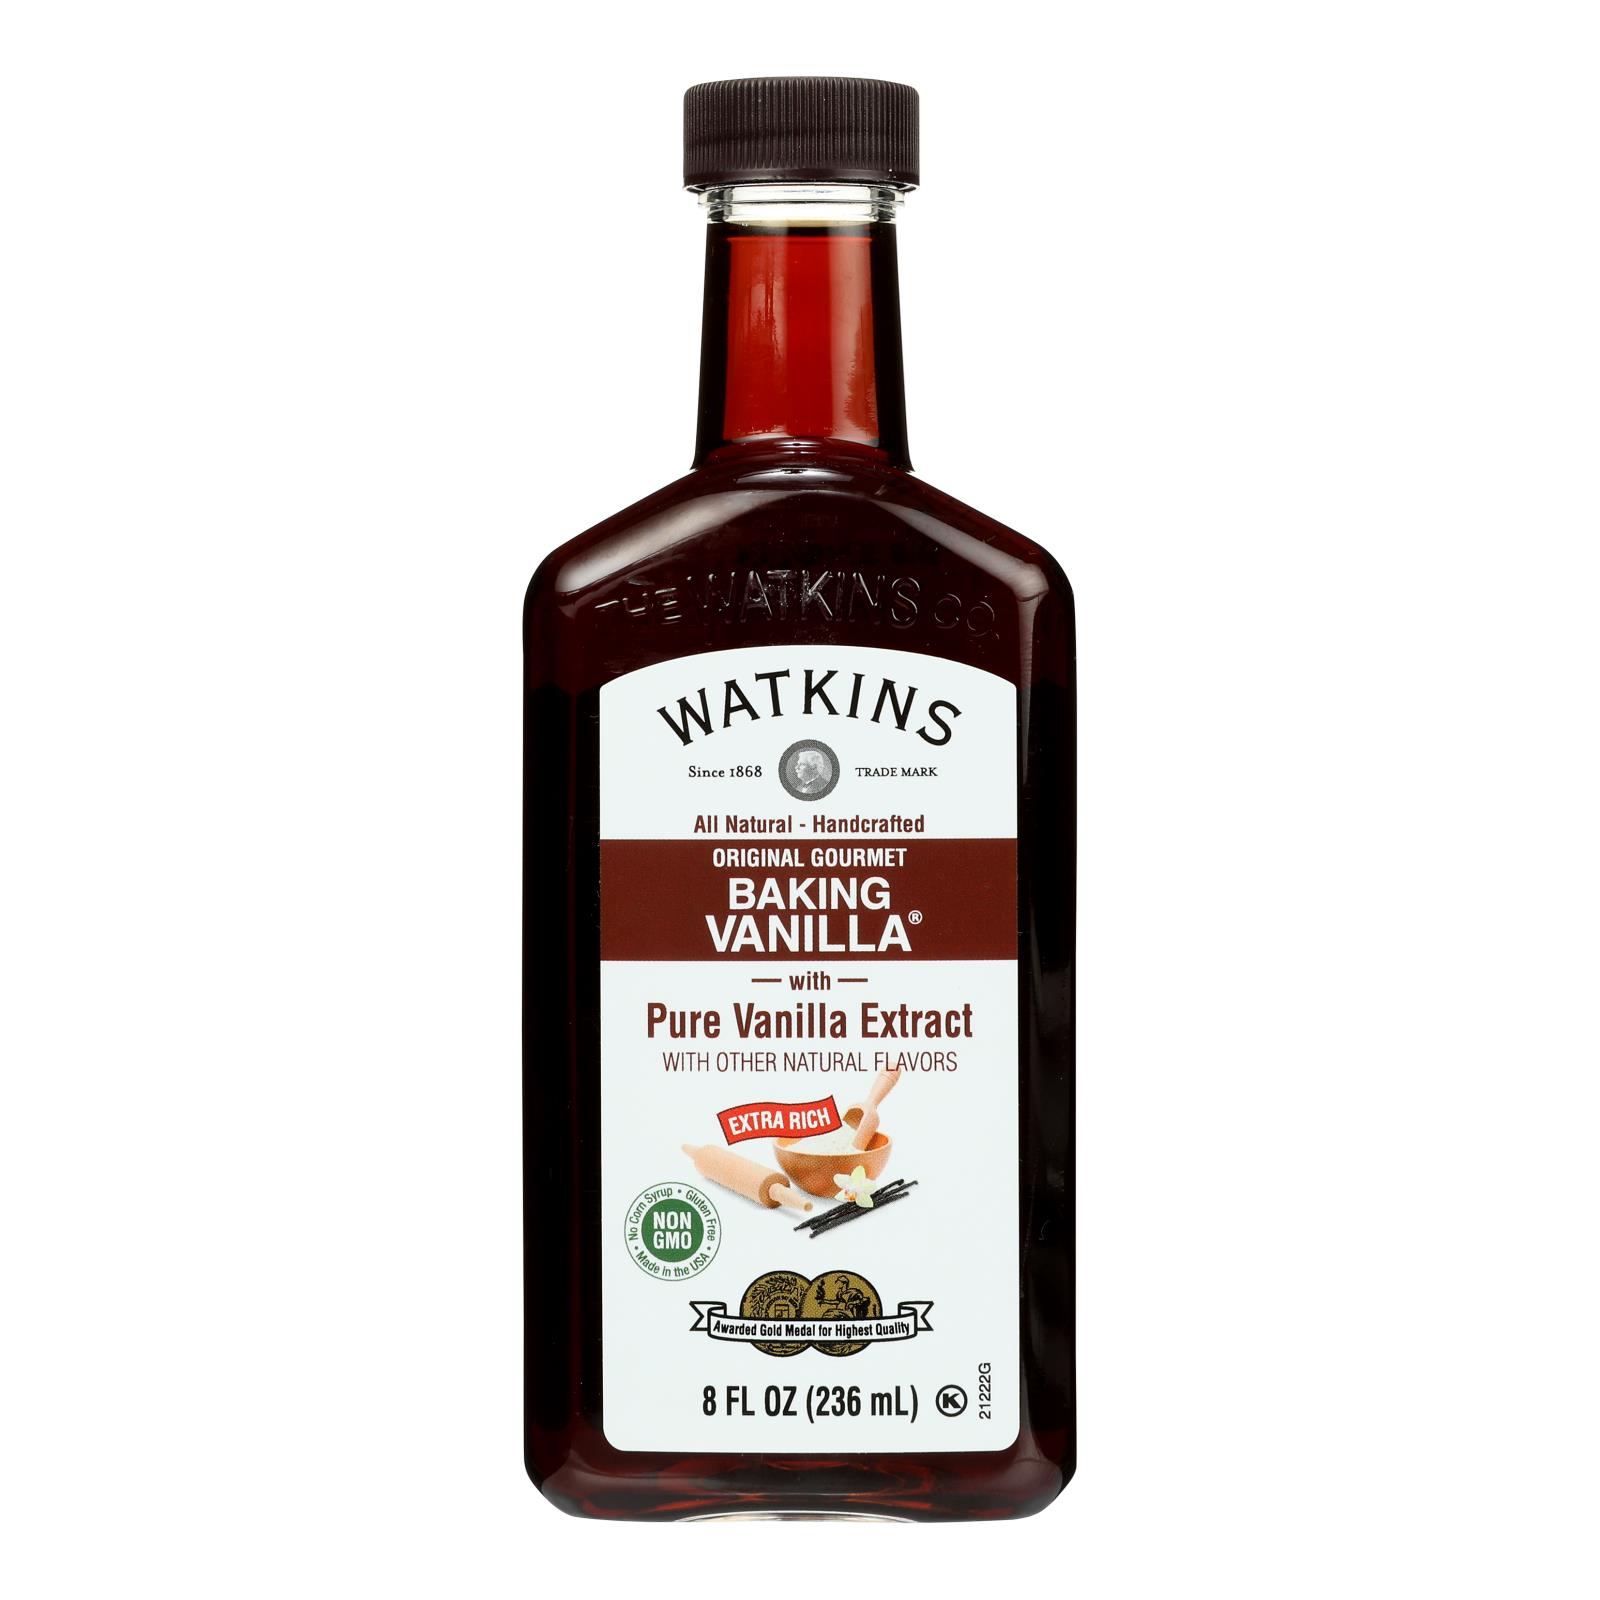 THE WATKINS CO.
WATKINS
Since 1868 TRADE MARK
All Natural - Handcrafted
ORIGINAL GOURMET
BAKING
VANILLA®
with
Pure Vanilla Extract
WITH OTHER NATURAL FLAVORS
EXTRA RICH
No Corn Syrup • Gluten Free • Made in the USA •
NON
GMO
Awarded Gold Medal for Highest Quality
8 FL OZ (236 mL) K
21222G